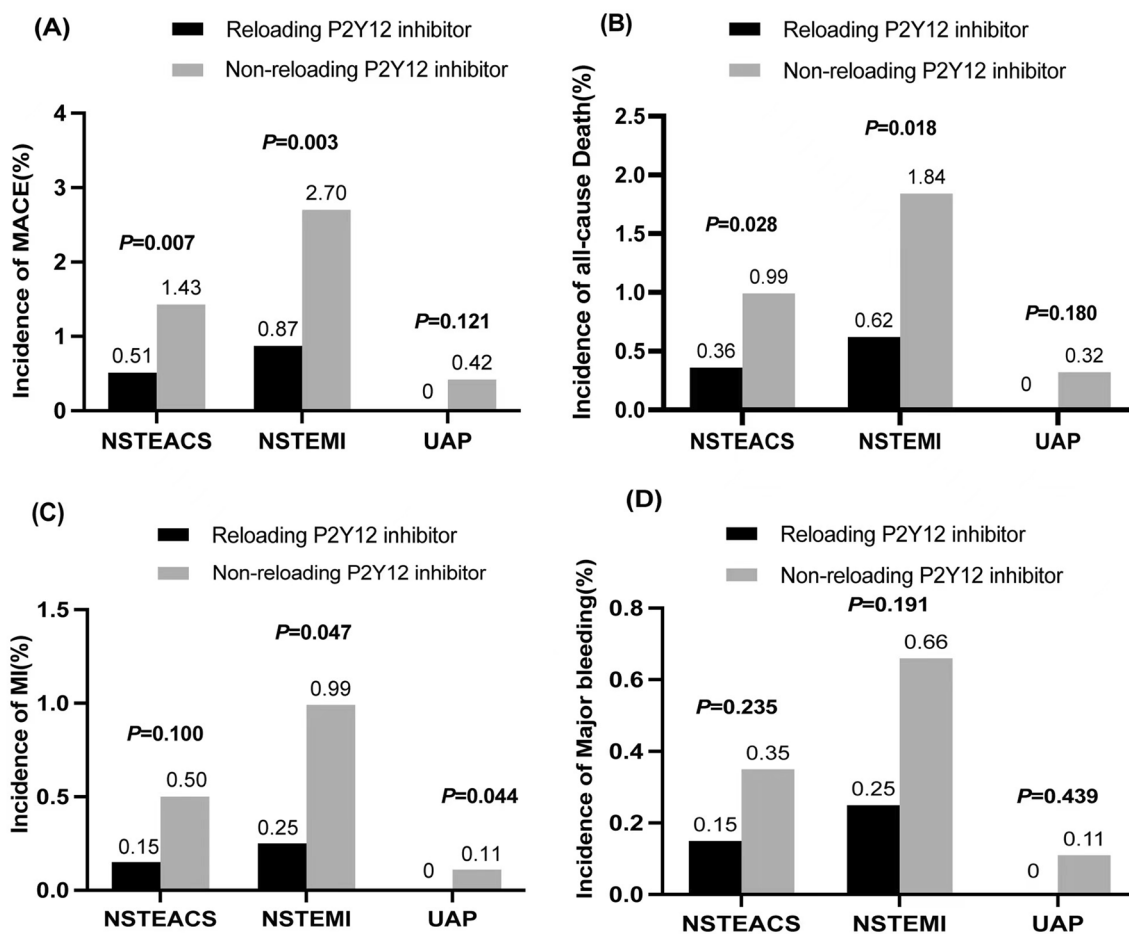 (A)
Reloading P2Y12 inhibitor
Non-reloading P2Y12 inhibitor
Incidence of MACE(%)
4
3
2
1
0
P=0.007
P=0.003
P=0.121
0.51
1.43
0.87
2.70
0
0.42
NSTEACS
NSTEMI
UAP
(B)
Reloading P2Y12 inhibitor
Non-reloading P2Y12 inhibitor
Incidence of all-cause Death(%)
2.5
2.0
1.5
1.0
0.5
0.0
P=0.028
P=0.018
P=0.180
0.36
0.99
0.62
1.84
0
0.32
NSTEACS
NSTEMI
UAP
(C)
Reloading P2Y12 inhibitor
Non-reloading P2Y12 inhibitor
Incidence of MI(%)
1.5
1.0
0.5
0.0
P=0.100
P=0.047
P=0.044
0.15
0.50
0.25
0.99
0
0.11
NSTEACS
NSTEMI
UAP
(D)
Reloading P2Y12 inhibitor
Non-reloading P2Y12 inhibitor
Incidence of Major bleeding(%)
0.8
0.6
0.4
0.2
0.0
P=0.235
P=0.191
P=0.439
0.15
0.35
0.25
0.66
0
0.11
NSTEACS
NSTEMI
UAP